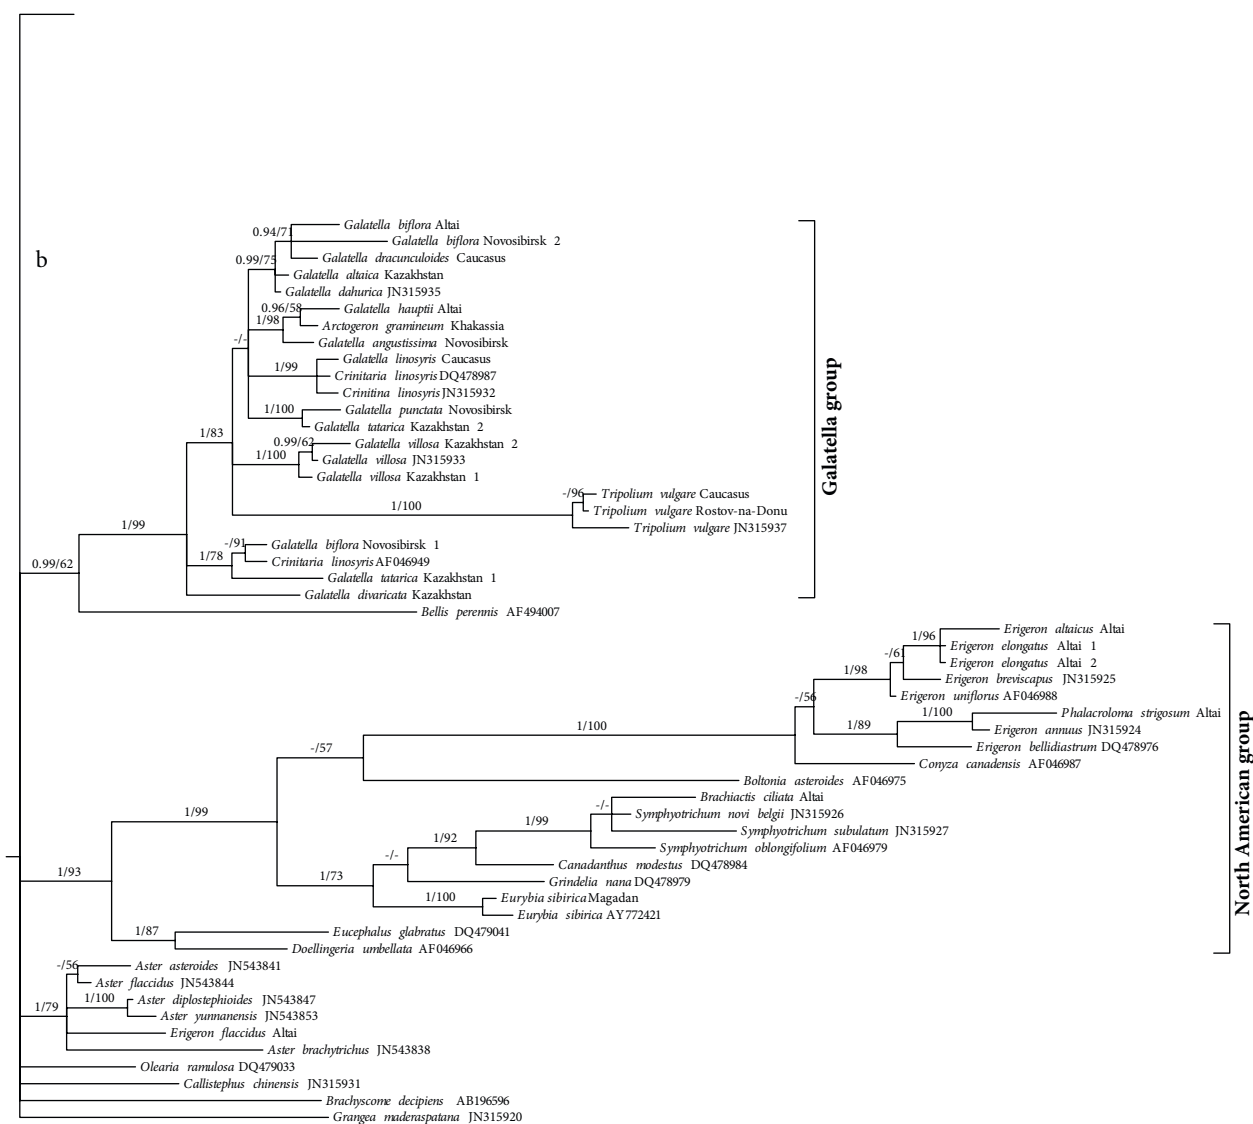 0.94/71
Galatella biflora Altai
Galatella biflora Novosibirsk 2
b
0.99/75
Galatella dracunculoides Caucasus
Galatella altaica Kazakhstan
Galatella dahurica JN315935
0.96/58
Galatella hauptii Altai
1/98
Arctogeron gramineum Khakassia
-/-
Galatella angustissima Novosibirsk
Galatella linosyris Caucasus
1/99
Crinitaria linosyris DQ478987
Crinitina linosyris JN315932
1/100
Galatella punctata Novosibirsk
Galatella tatarica Kazakhstan 2
1/83
0.99/62
Galatella villosa Kazakhstan 2
1/100
Galatella villosa JN315933
Galatella villosa Kazakhstan 1
-/96
Tripolium vulgare Caucasus
1/100
Tripolium vulgare Rostov-na-Donu
Tripolium vulgare JN315937
Galatella group
1/99
-/91
Galatella biflora Novosibirsk 1
1/78
Crinitaria linosyris AF046949
0.99/62
Galatella tatarica Kazakhstan 1
Galatella divaricata Kazakhstan
Bellis perennis AF494007
Erigeron altaicus Altai
1/96
Erigeron elongatus Altai 1
-/61
Erigeron elongatus Altai 2
1/98
Erigeron breviscapus JN315925
-/56
Erigeron uniflorus AF046988
1/100
Phalacroloma strigosum Altai
1/100
1/89
Erigeron annuus JN315924
-/57
Erigeron bellidiastrum DQ478976
Conyza canadensis AF046987
Boltonia asteroides AF046975
Brachiactis ciliata Altai
1/99
-/-
Symphyotrichum novi belgii JN315926
1/99
Symphyotrichum subulatum JN315927
1/92
Symphyotrichum oblongifolium AF046979
-/-
Canadanthus modestus DQ478984
1/93
1/73
Grindelia nana DQ478979
1/100
Eurybia sibirica Magadan
Eurybia sibirica AY772421
1/87
Eucephalus glabratus DQ479041
Doellingeria umbellata AF046966
North American group
-/56
Aster asteroides JN543841
Aster flaccidus JN543844
1/79
1/100
Aster diplostephioides JN543847
Aster yunnanensis JN543853
Erigeron flaccidus Altai
Aster brachytrichus JN543838
Olearia ramulosa DQ479033
Callistephus chinensis JN315931
Brachyscome decipiens AB196596
Grangea maderaspatana JN315920